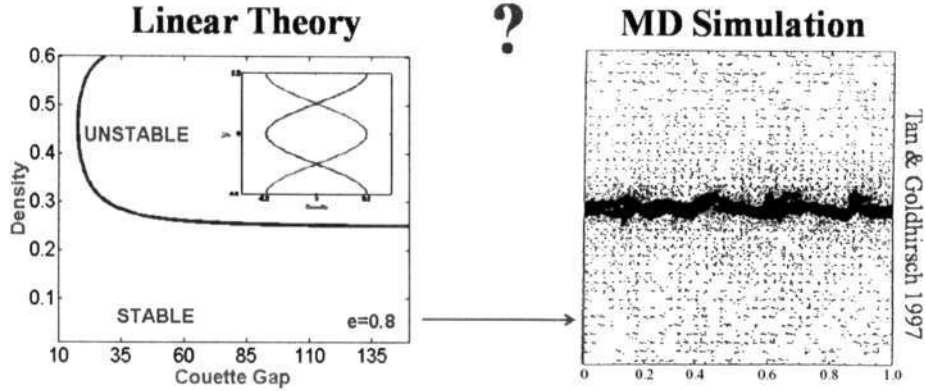 Linear Theory
?
MD Simulation
0.6
0.5
0.4
0.3
0.2
0.1
Density
UNSTABLE
STABLE
e=0.8
10 35 60 85 110 135
Couette Gap
Density
0 0.2 0.4 0.6 0.8 1.0
Tan & Goldhirsch 1997